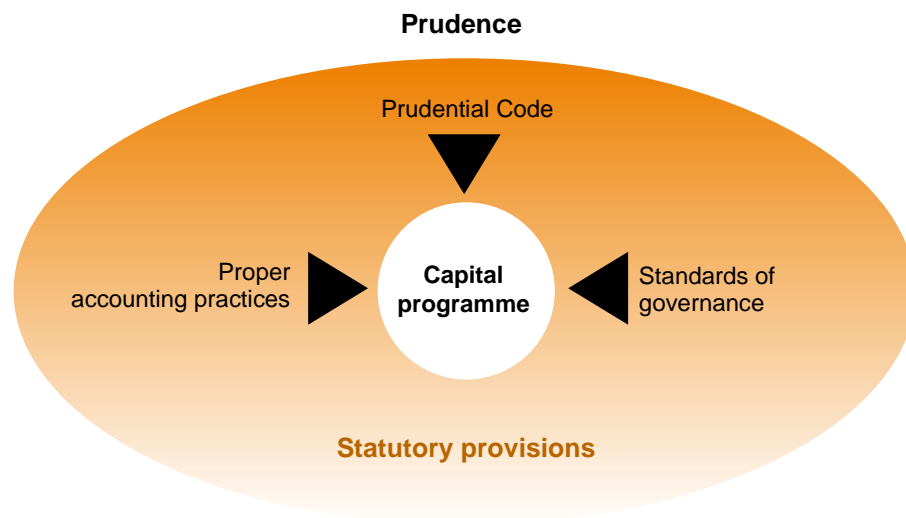 Prudence
Prudential Code
Proper
accounting practices
Capital
programme
Standards of
governance
Statutory provisions